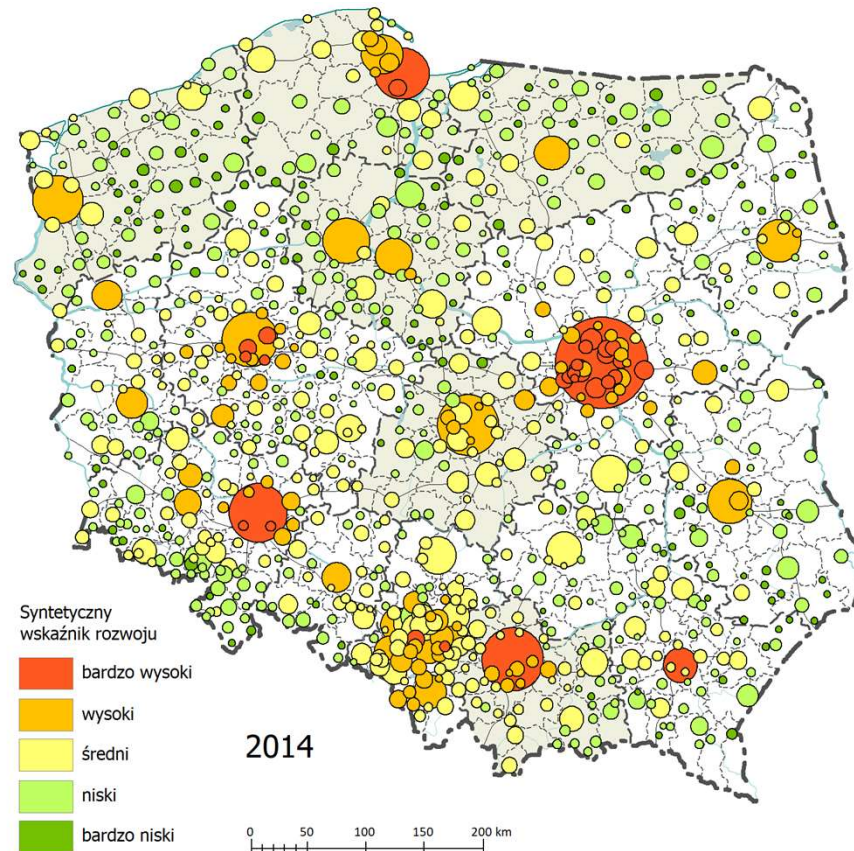 Syntetyczny
wskaźnik rozwoju
bardzo wysoki
wysoki
średni
niski
bardzo niski
2014
0 50 100 150 200 km